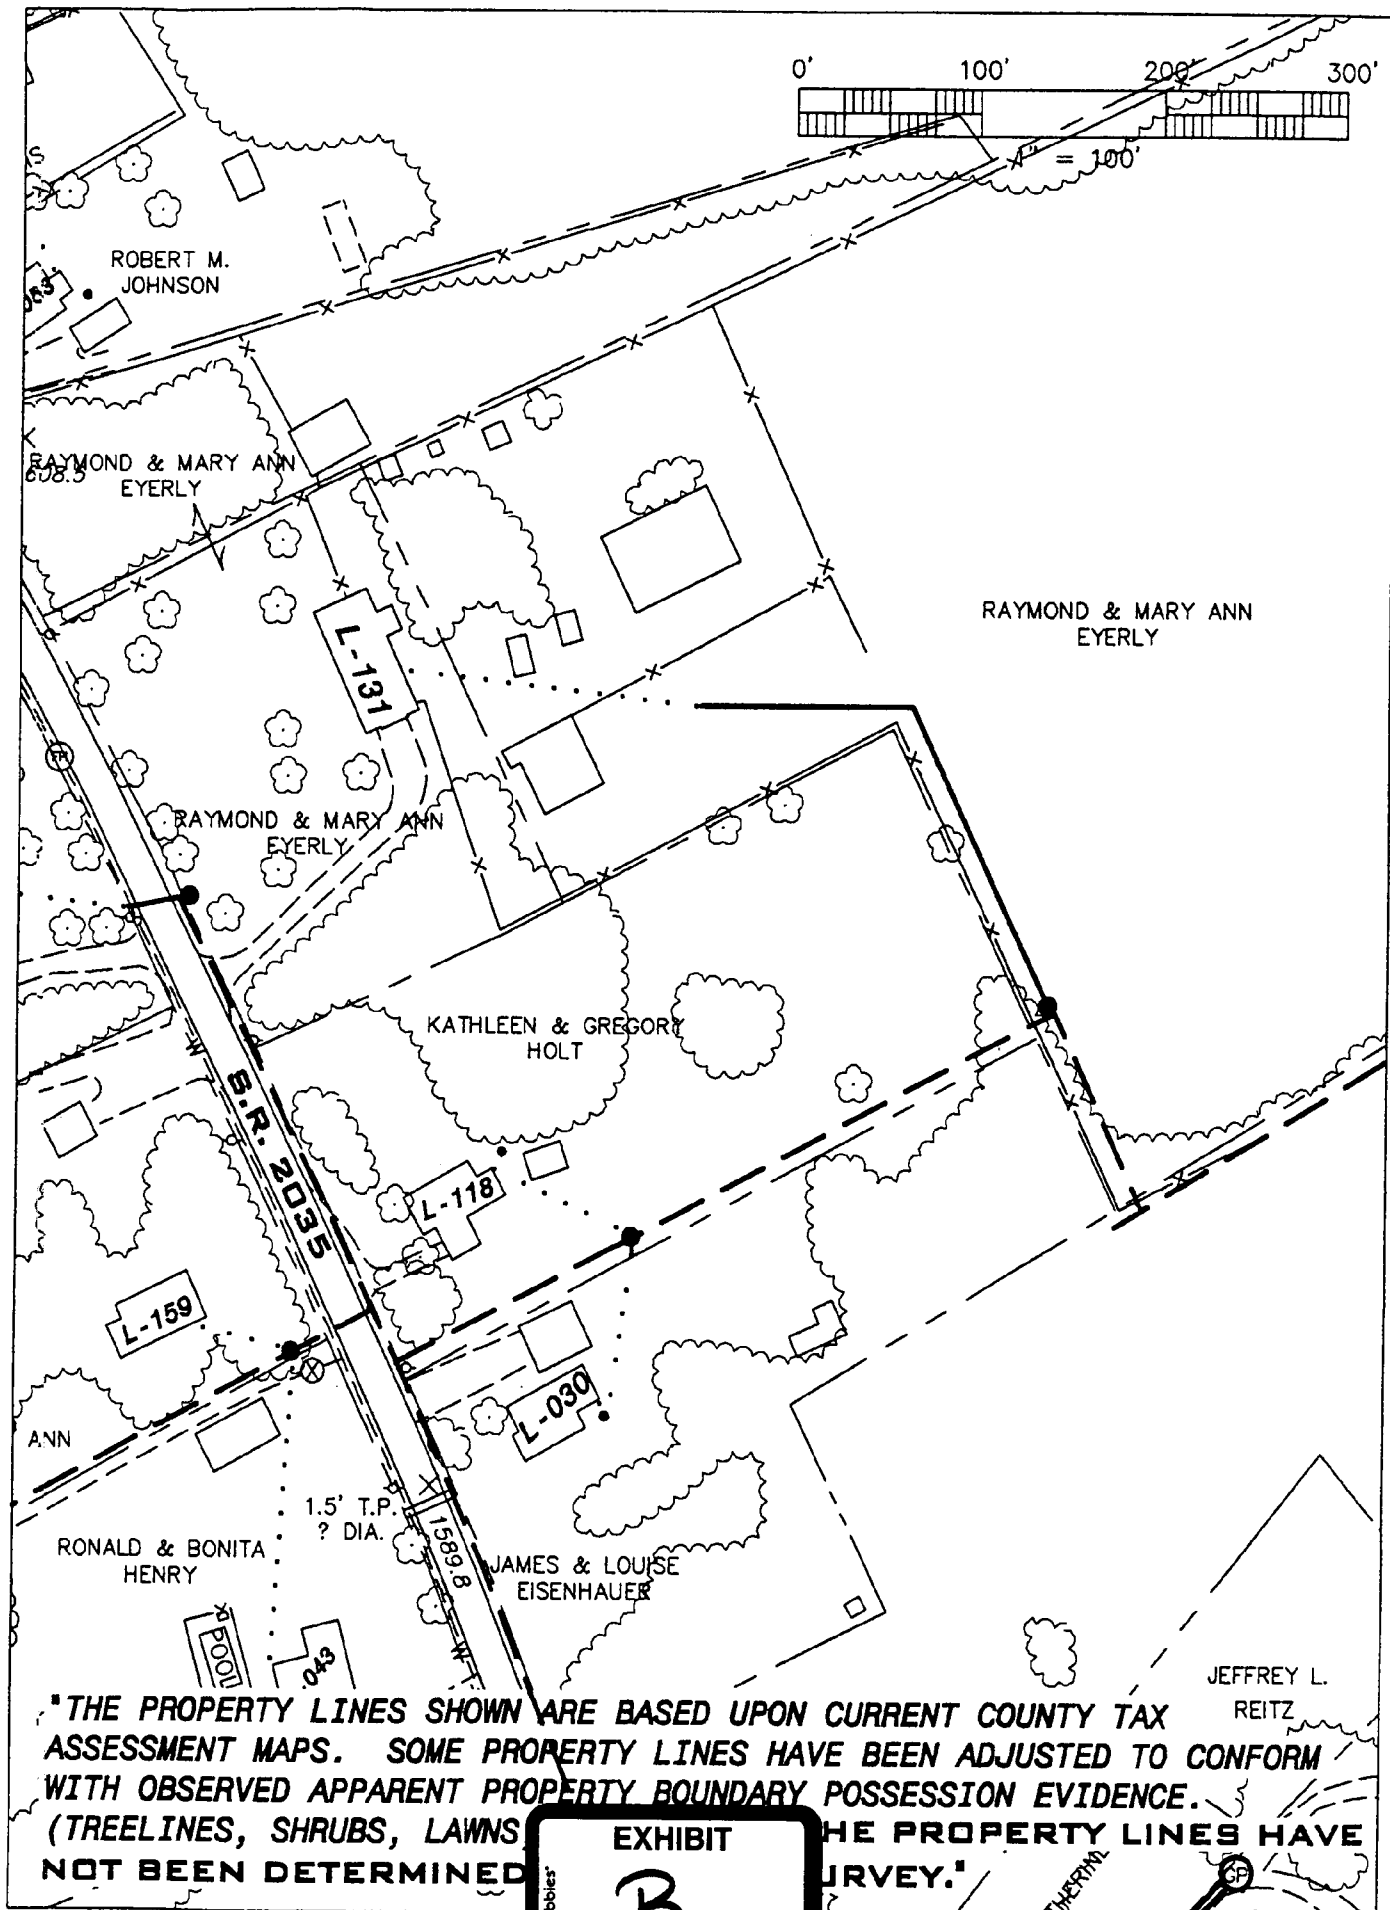 0' 100' 200' 300'
1" = 100'
ROBERT M.
JOHNSON
RAYMOND & MARY ANN
EYERLY
608.5
L-131
RAYMOND & MARY ANN
EYERLY
RAYMOND & MARY ANN
EYERLY
KATHLEEN & GREGORY
HOLT
S.R. 2035
L-118
L-159
L-030
ANN
1.5' T.P.
? DIA.
1589.8
RONALD & BONITA
HENRY
JAMES & LOUISE
EISENHAUER
POOL
043
W
W
JEFFREY L.
REITZ
"THE PROPERTY LINES SHOWN ARE BASED UPON CURRENT COUNTY TAX
ASSESSMENT MAPS. SOME PROPERTY LINES HAVE BEEN ADJUSTED TO CONFORM
WITH OBSERVED APPARENT PROPERTY BOUNDARY POSSESSION EVIDENCE.
(TREELINES, SHRUBS, LAWNS HE PROPERTY LINES HAVE
NOT BEEN DETERMINED URVEY."
EXHIBIT
B
GP